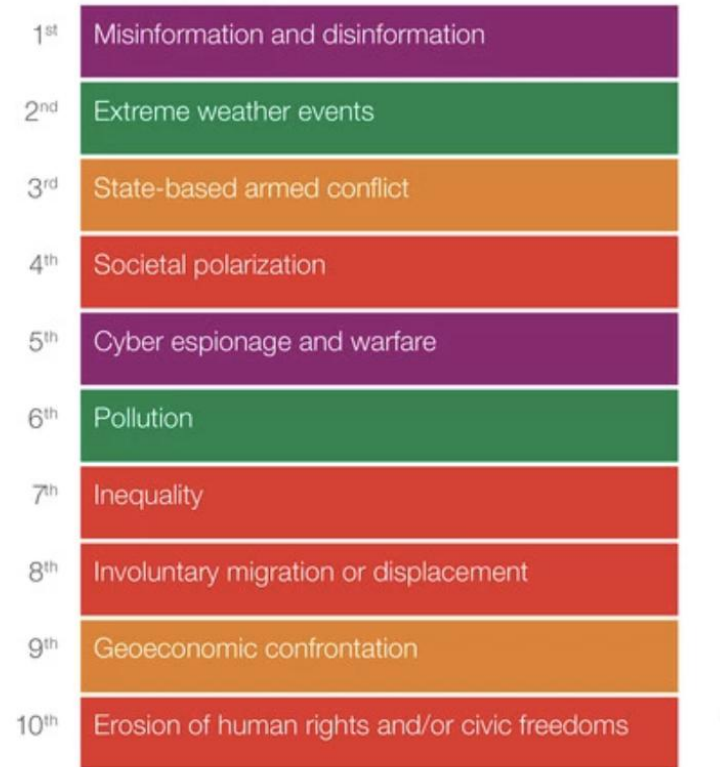 1st Misinformation and disinformation
2nd Extreme weather events
3rd State-based armed conflict
4th Societal polarization
5th Cyber espionage and warfare
6th Pollution
7th Inequality
8th Involuntary migration or displacement
9th Geoeconomic confrontation
10th Erosion of human rights and/or civic freedoms